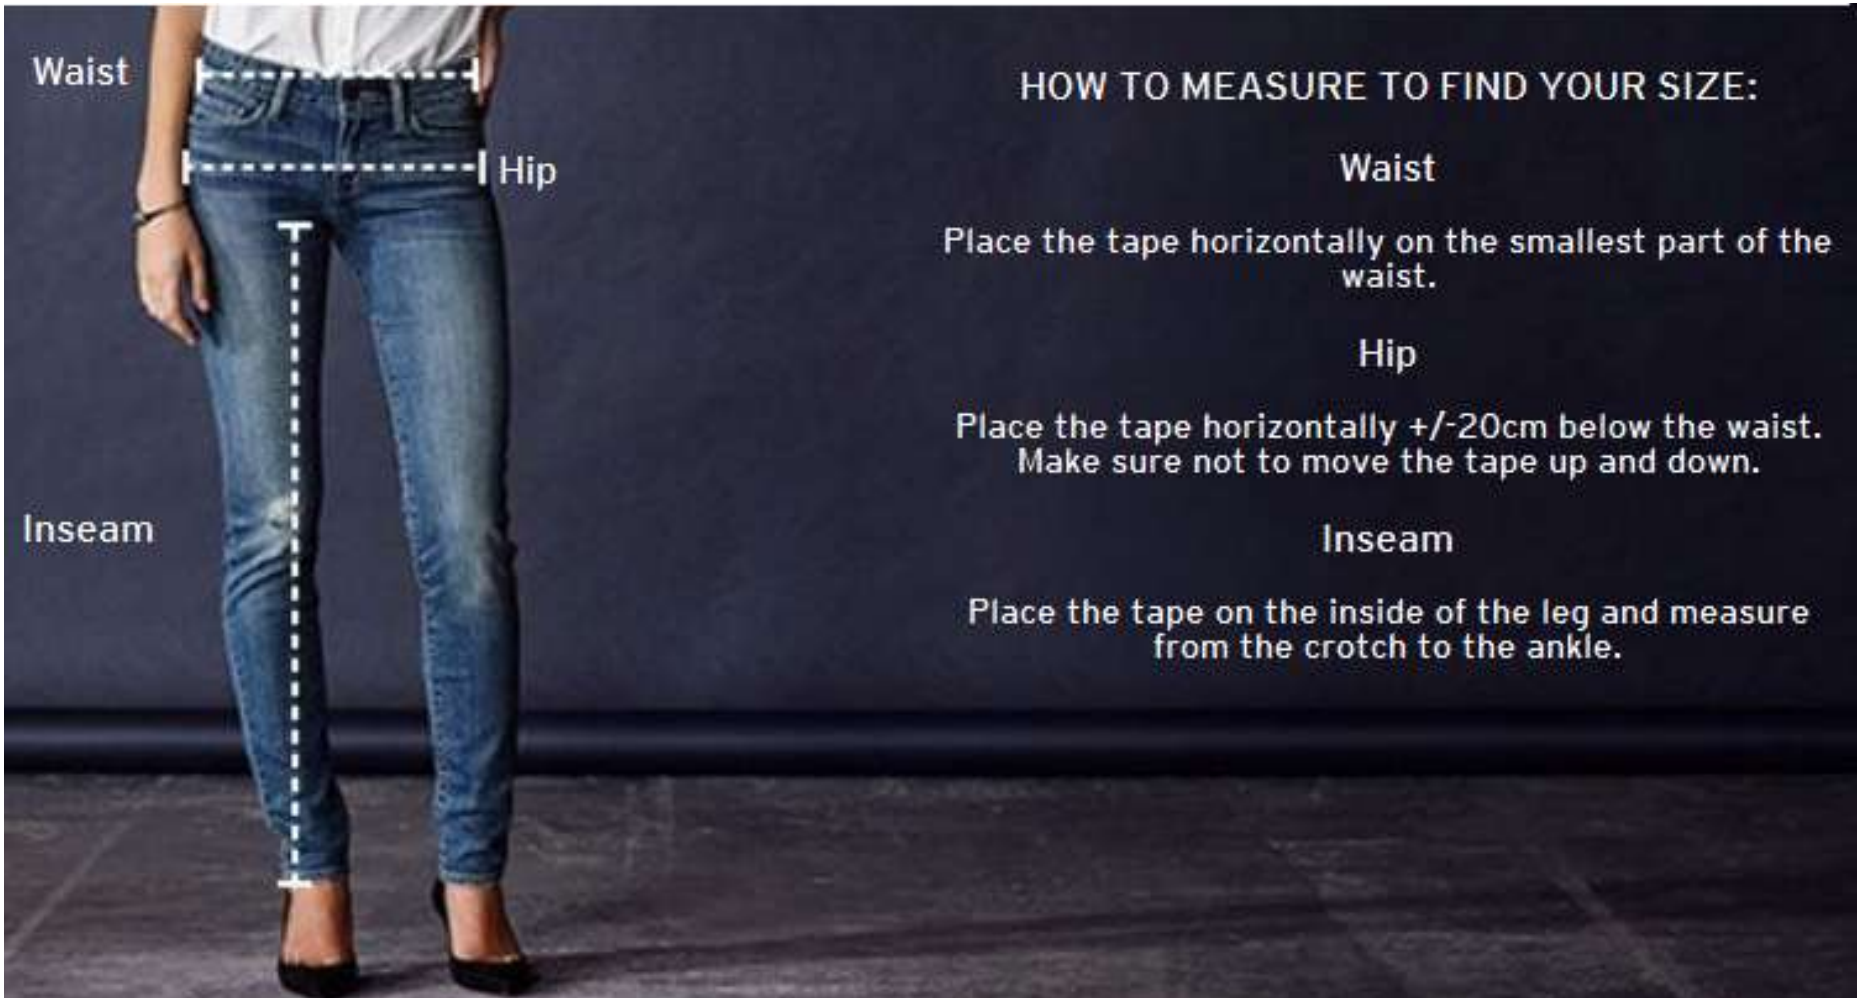 Waist
Hip
Inseam
HOW TO MEASURE TO FIND YOUR SIZE:
Waist
Place the tape horizontally on the smallest part of the
waist.
Hip
Place the tape horizontally +/-20cm below the waist.
Make sure not to move the tape up and down.
Inseam
Place the tape on the inside of the leg and measure
from the crotch to the ankle.